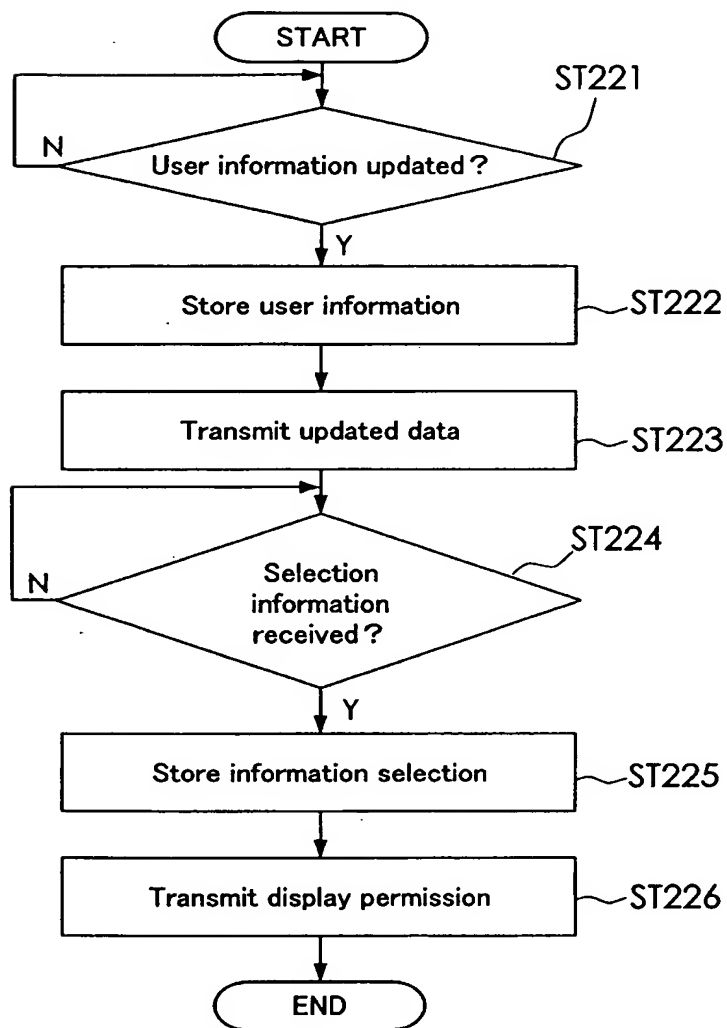 START
ST221
N
User information updated?
Y
Store user information
ST222
Transmit updated data
ST223
ST224
N
Selection
information
received?
Y
Store information selection
ST225
Transmit display permission
ST226
END